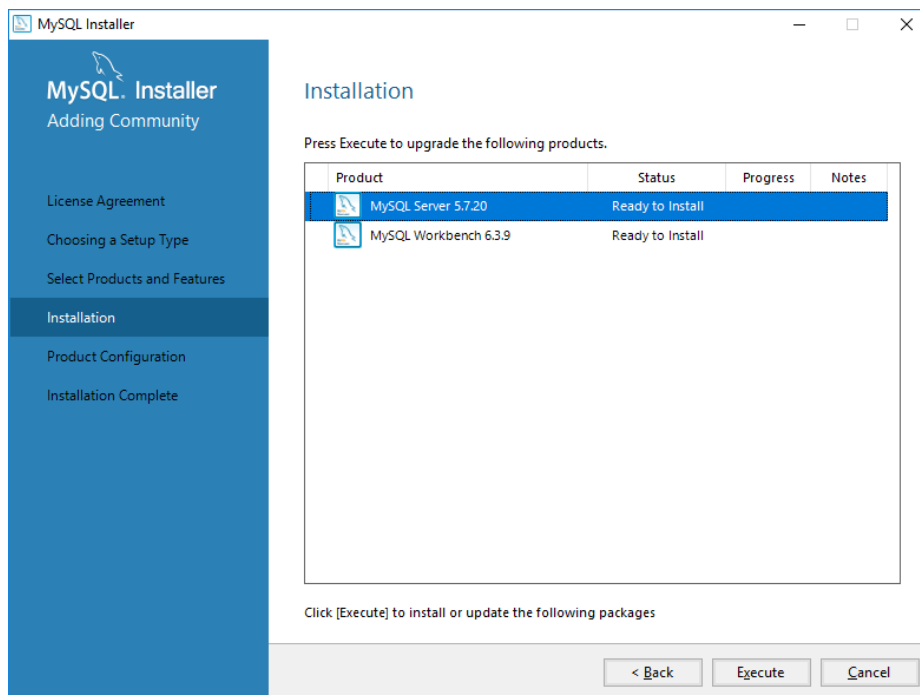 MySQL Installer
MySQL. Installer
Adding Community
License Agreement
Choosing a Setup Type
Select Products and Features
Installation
Product Configuration
Installation Complete
Installation
Press Execute to upgrade the following products.
Product Status Progress Notes
MySQL Server 5.7.20 Ready to Install
MySQL Workbench 6.3.9 Ready to Install
Click [Execute] to install or update the following packages
< Back Execute Cancel